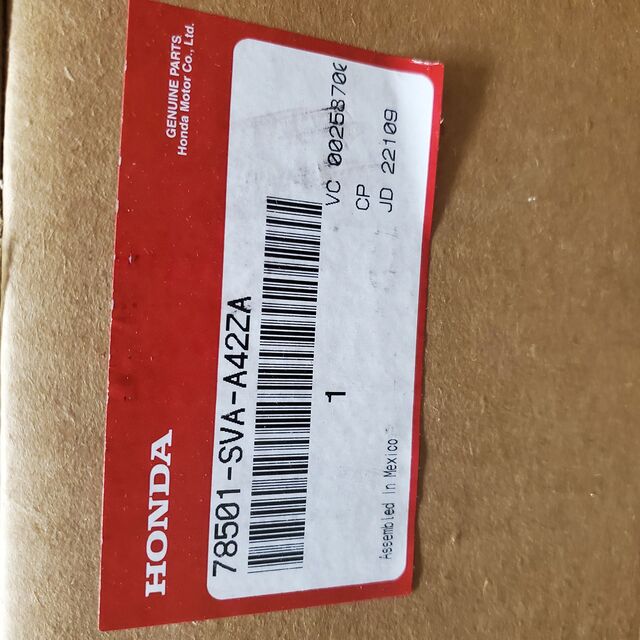 HONDA
GENUINE PARTS
Honda Motor Co., Ltd.
78501-SVA-A42ZA
VC 00258700
1
CP
JD 22109
Assembled in Mexico